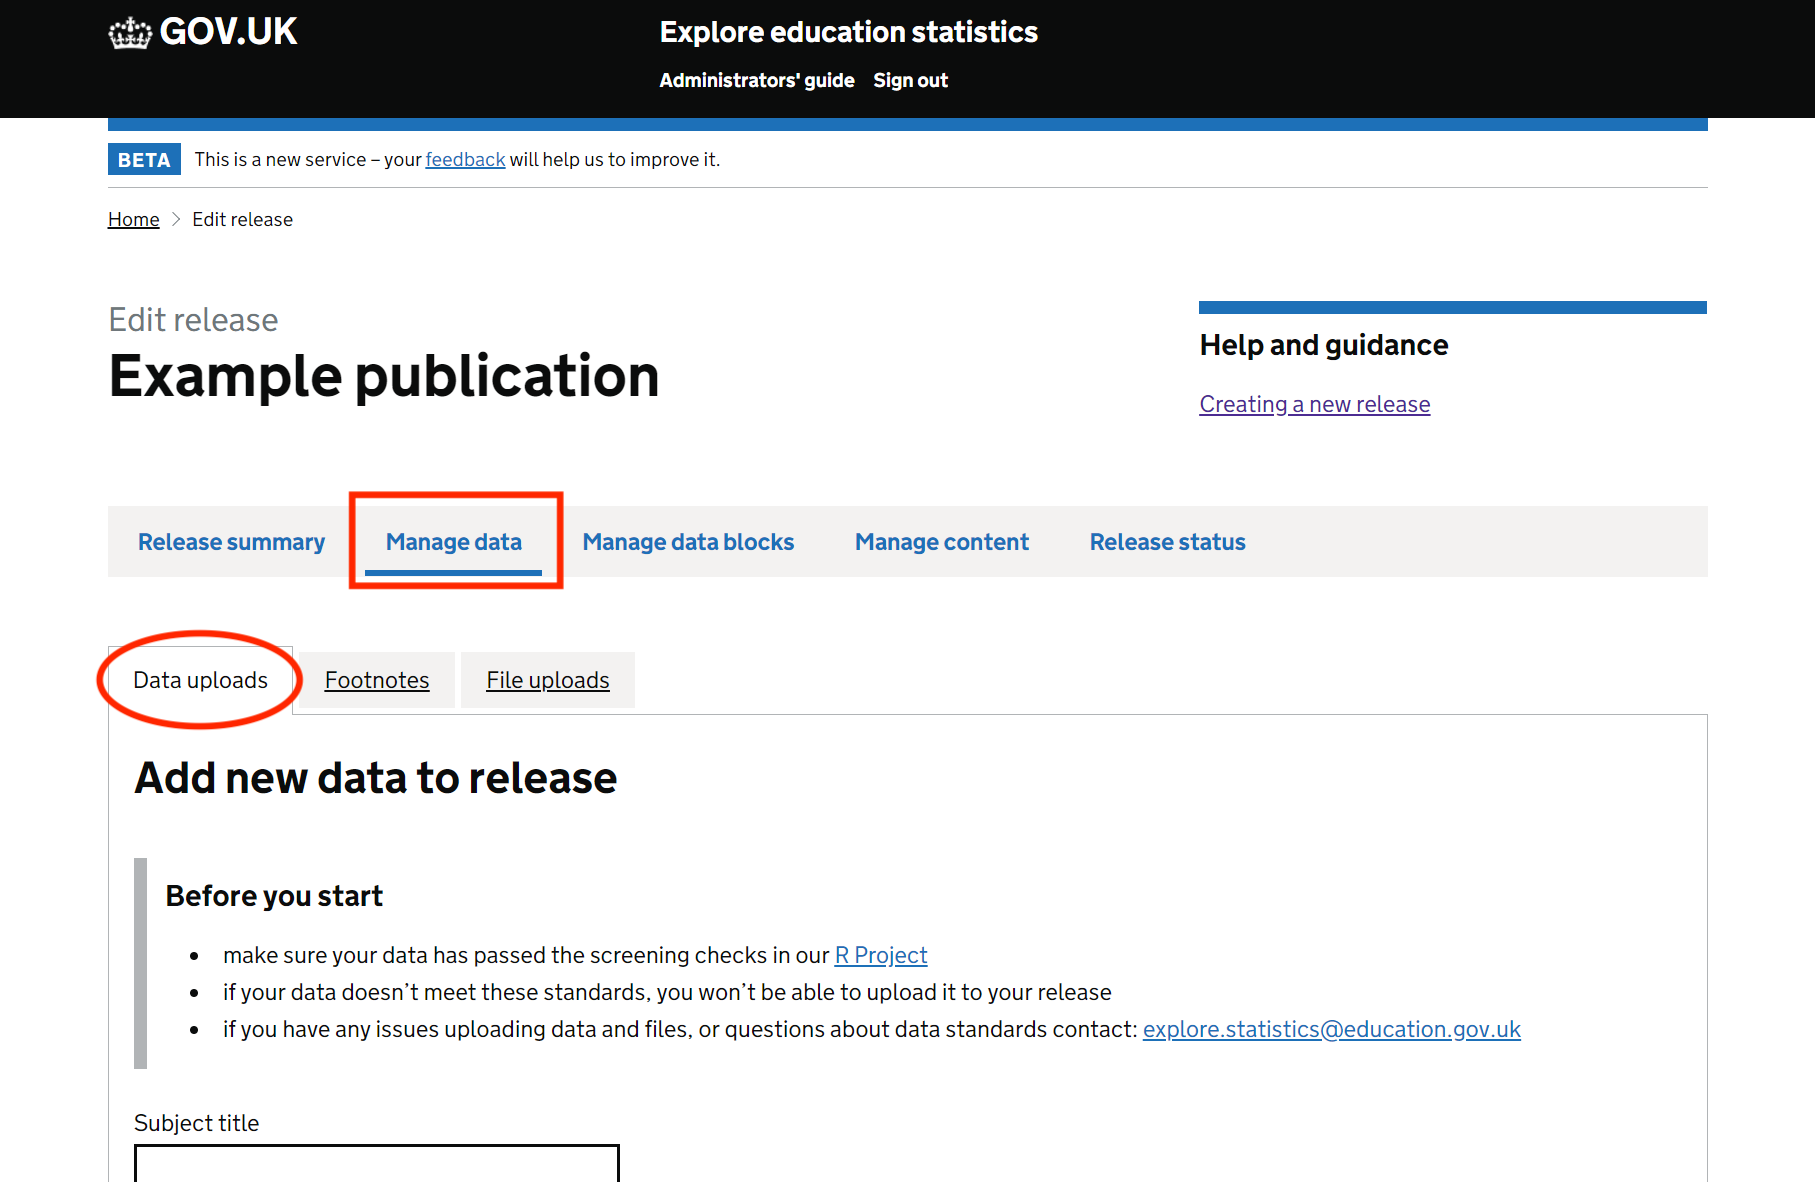 GOV.UK
Explore education statistics
Administrators' guide Sign out
BETA This is a new service – your feedback will help us to improve it.
Home Edit release
Edit release
Example publication
Help and guidance
Creating a new release
Release summary Manage data Manage data blocks Manage content Release status
Data uploads Footnotes File uploads
Add new data to release
Before you start
• make sure your data has passed the screening checks in our R Project
• if your data doesn’t meet these standards, you won’t be able to upload it to your release
• if you have any issues uploading data and files, or questions about data standards contact: explore.statistics@education.gov.uk
Subject title